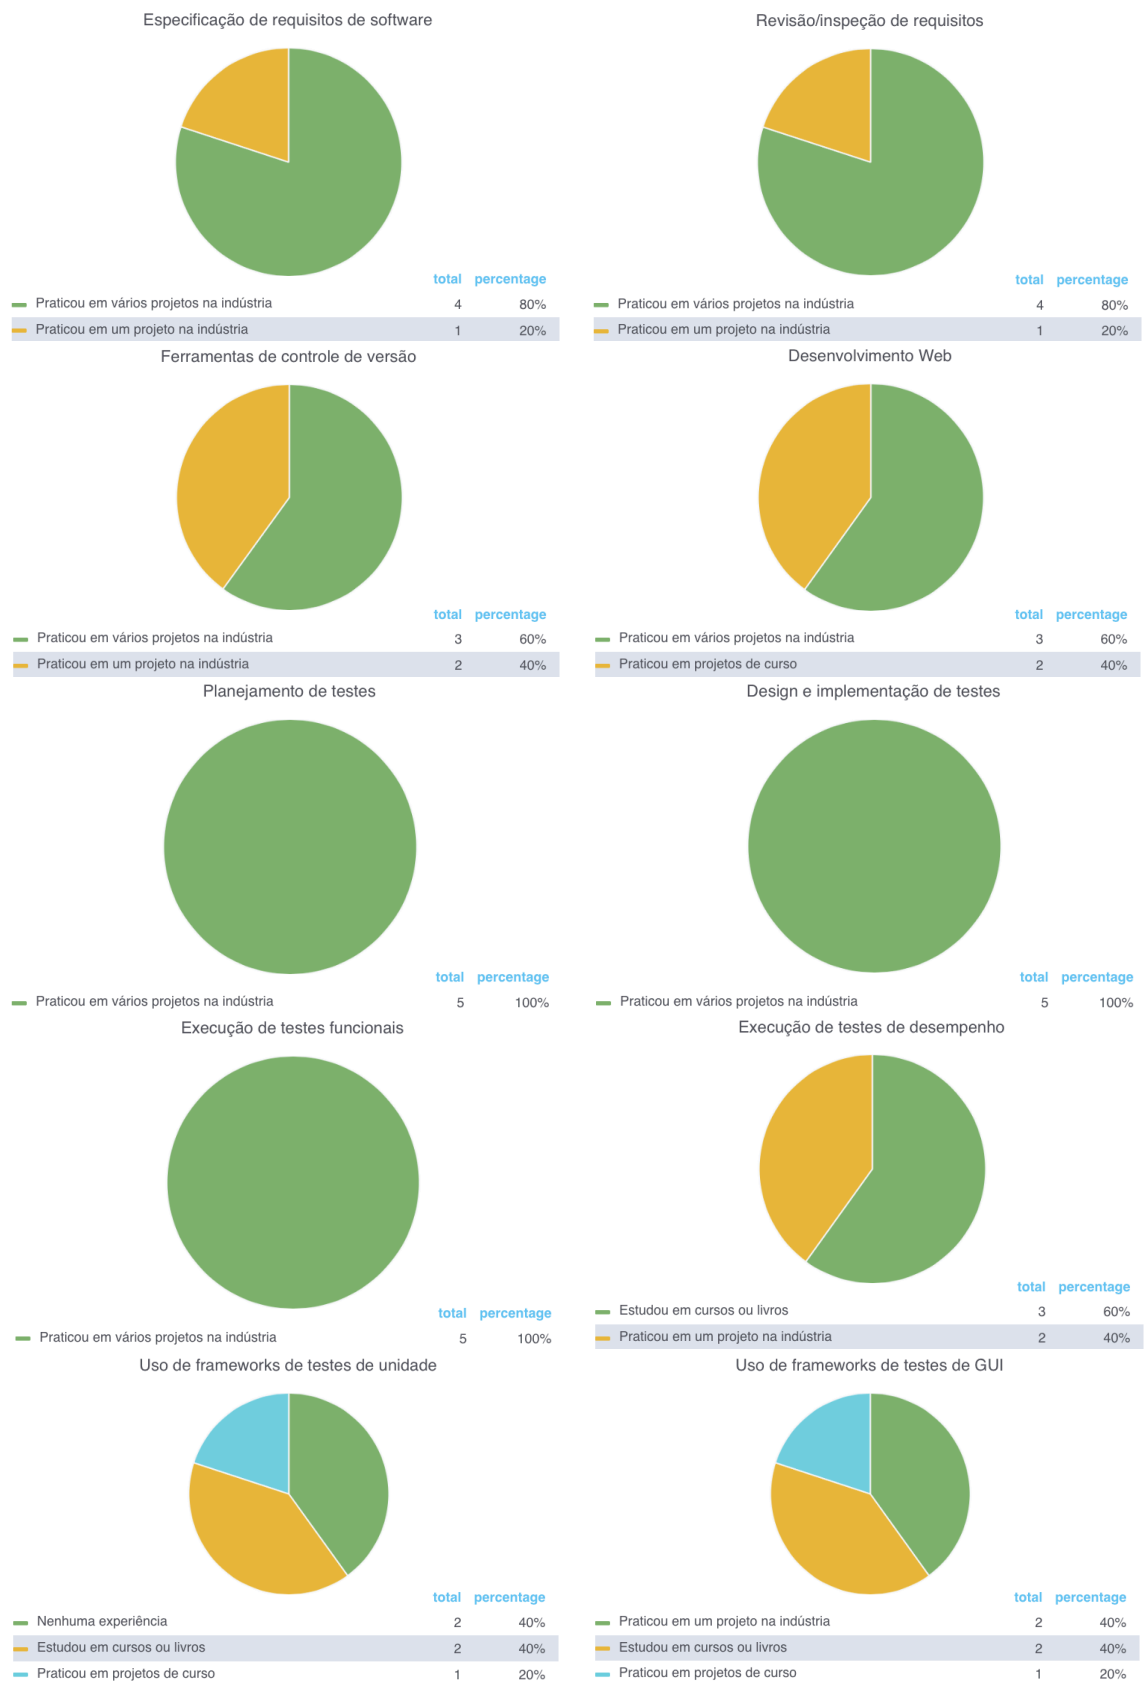 Especificação de requisitos de software
total percentage
Praticou em vários projetos na indústria 4 80%
Praticou em um projeto na indústria 1 20%
Revisão/inspeção de requisitos
total percentage
Praticou em vários projetos na indústria 4 80%
Praticou em um projeto na indústria 1 20%
Ferramentas de controle de versão
total percentage
Praticou em vários projetos na indústria 3 60%
Praticou em um projeto na indústria 2 40%
Desenvolvimento Web
total percentage
Praticou em vários projetos na indústria 3 60%
Praticou em projetos de curso 2 40%
Planejamento de testes
total percentage
Praticou em vários projetos na indústria 5 100%
Design e implementação de testes
total percentage
Praticou em vários projetos na indústria 5 100%
Execução de testes funcionais
total percentage
Praticou em vários projetos na indústria 5 100%
Execução de testes de desempenho
total percentage
Estudou em cursos ou livros 3 60%
Praticou em um projeto na indústria 2 40%
Uso de frameworks de testes de unidade
total percentage
Nenhuma experiência 2 40%
Estudou em cursos ou livros 2 40%
Praticou em projetos de curso 1 20%
Uso de frameworks de testes de GUI
total percentage
Praticou em um projeto na indústria 2 40%
Estudou em cursos ou livros 2 40%
Praticou em projetos de curso 1 20%